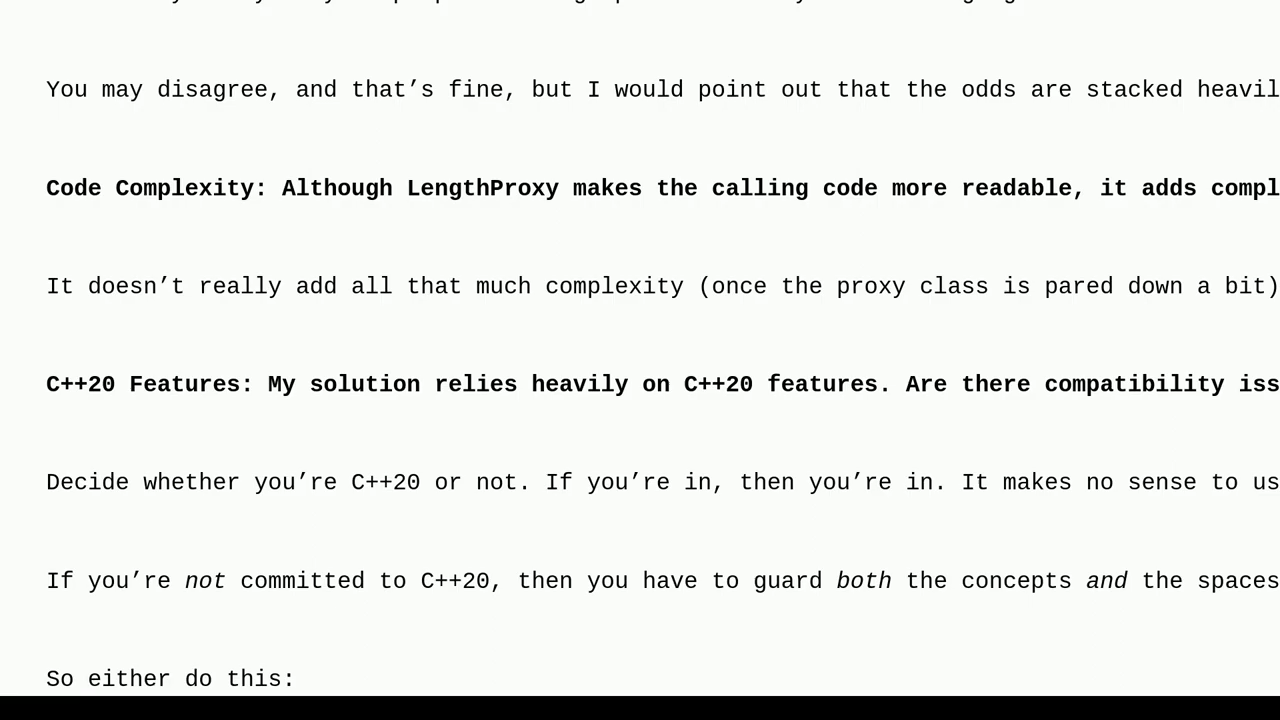 You may disagree, and that’s fine, but I would point out that the odds are stacked heavil
Code Complexity: Although LengthProxy makes the calling code more readable, it adds compl
It doesn’t really add all that much complexity (once the proxy class is pared down a bit)
C++20 Features: My solution relies heavily on C++20 features. Are there compatibility iss
Decide whether you’re C++20 or not. If you’re in, then you’re in. It makes no sense to us
If you’re not committed to C++20, then you have to guard both the concepts and the spaces
So either do this: